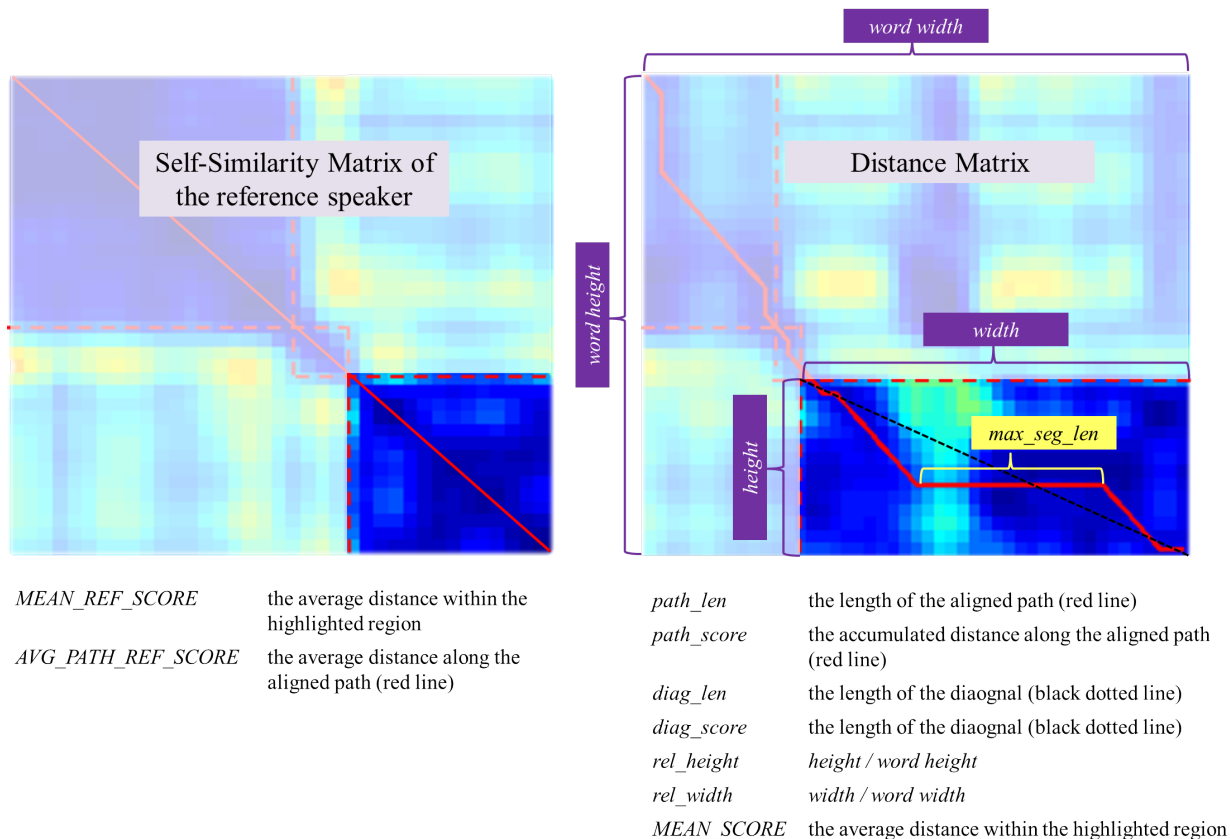 word width
Self-Similarity Matrix of
the reference speaker
Distance Matrix
word height
width
max_seg_len
height
MEAN_REF_SCORE the average distance within the
highlighted region
AVG_PATH_REF_SCORE the average distance along the
aligned path (red line)
path_len the length of the aligned path (red line)
path_score the accumulated distance along the aligned path
(red line)
diag_len the length of the diaognal (black dotted line)
diag_score the length of the diaognal (black dotted line)
rel_height height / word height
rel_width width / word width
MEAN_SCORE the average distance within the highlighted region